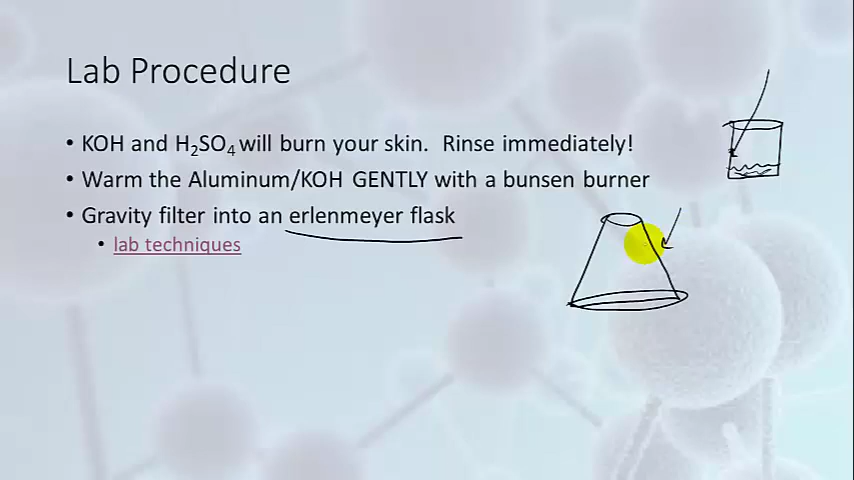 Lab Procedure
• KOH and H₂SO₄ will burn your skin. Rinse immediately!
• Warm the Aluminum/KOH GENTLY with a bunsen burner
• Gravity filter into an erlenmeyer flask
• lab techniques